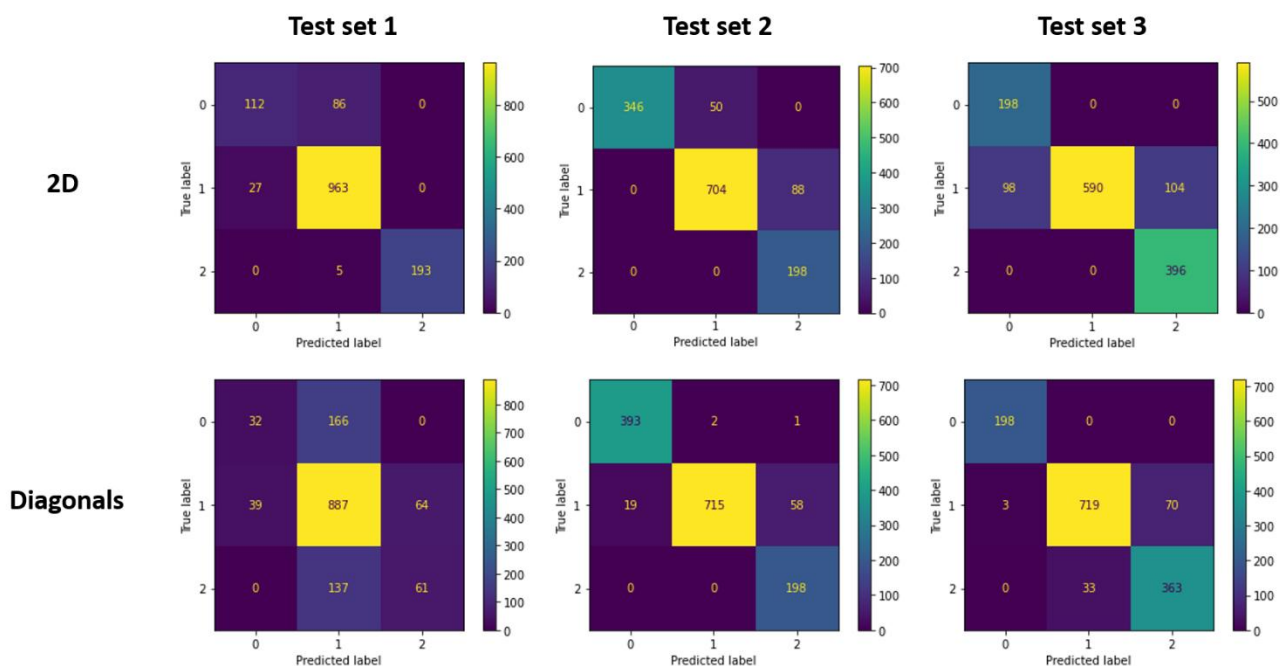 Test set 1
Test set 2
Test set 3
2D
True label
0
1
2
112 86 0
27 963 0
0 5 193
0 1 2
Predicted label
800
600
400
200
0
True label
0
1
2
346 50 0
0 704 88
0 0 198
0 1 2
Predicted label
700
600
500
400
300
200
100
0
True label
0
1
2
198 0 0
98 590 104
0 0 396
0 1 2
Predicted label
500
400
300
200
100
0
Diagonals
True label
0
1
2
32 166 0
39 887 64
0 137 61
0 1 2
Predicted label
800
700
600
500
400
300
200
100
0
True label
0
1
2
393 2 1
19 715 58
0 0 198
0 1 2
Predicted label
700
600
500
400
300
200
100
0
True label
0
1
2
198 0 0
3 719 70
0 33 363
0 1 2
Predicted label
700
600
500
400
300
200
100
0